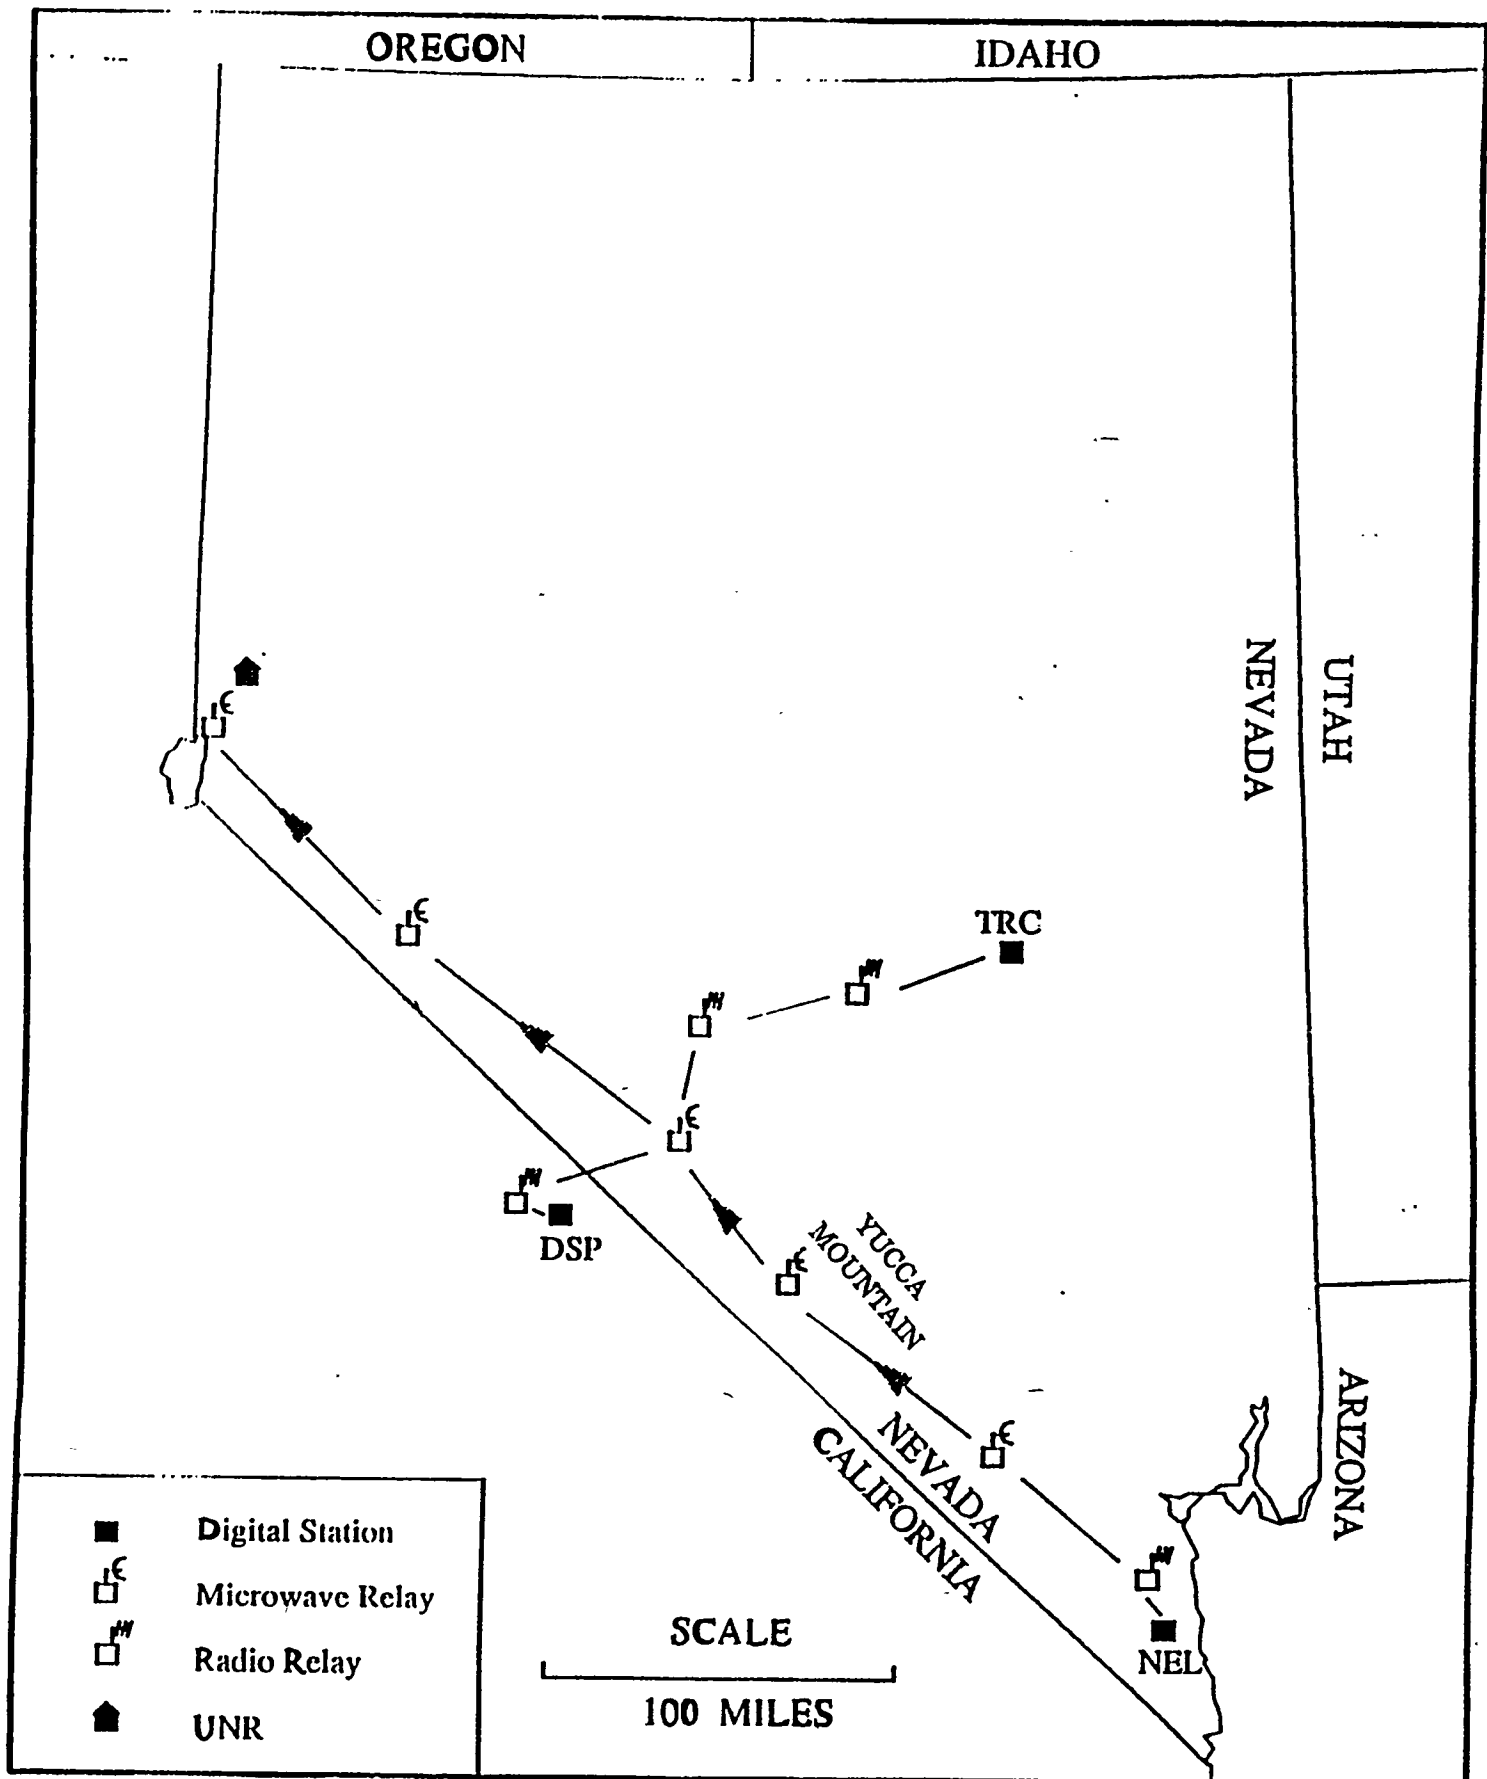 OREGON
IDAHO
NEVADA
UTAH
TRC
DSP
YUCCA
MOUNTAIN
NEVADA
CALIFORNIA
ARIZONA
NEL
Digital Station
Microwave Relay
Radio Relay
UNR
SCALE
100 MILES